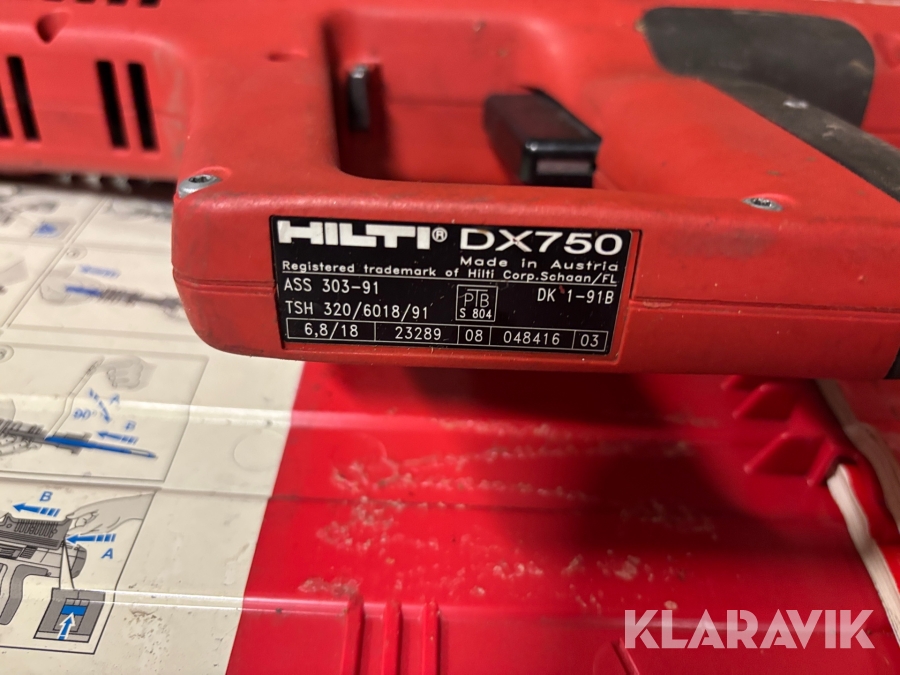 HILTI® DX750
Made in Austria
Registered trademark of Hilti Corp.Schaan/FL
ASS 303-91
PTB
S 804
DK 1-91B
TSH 320/6018/91
6,8/18 23289 08 048416 03
90°
A
B
B
A
KLARAVIK